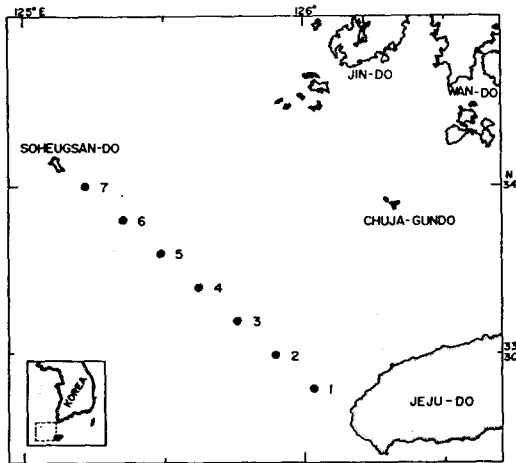 125° E
126°
JIN-DO
WAN-DO
SOHEUGSAN-DO
N
34
7
CHUJA-GUNDO
6
5
4
3
33
2
1
JEJU-DO
KOREA